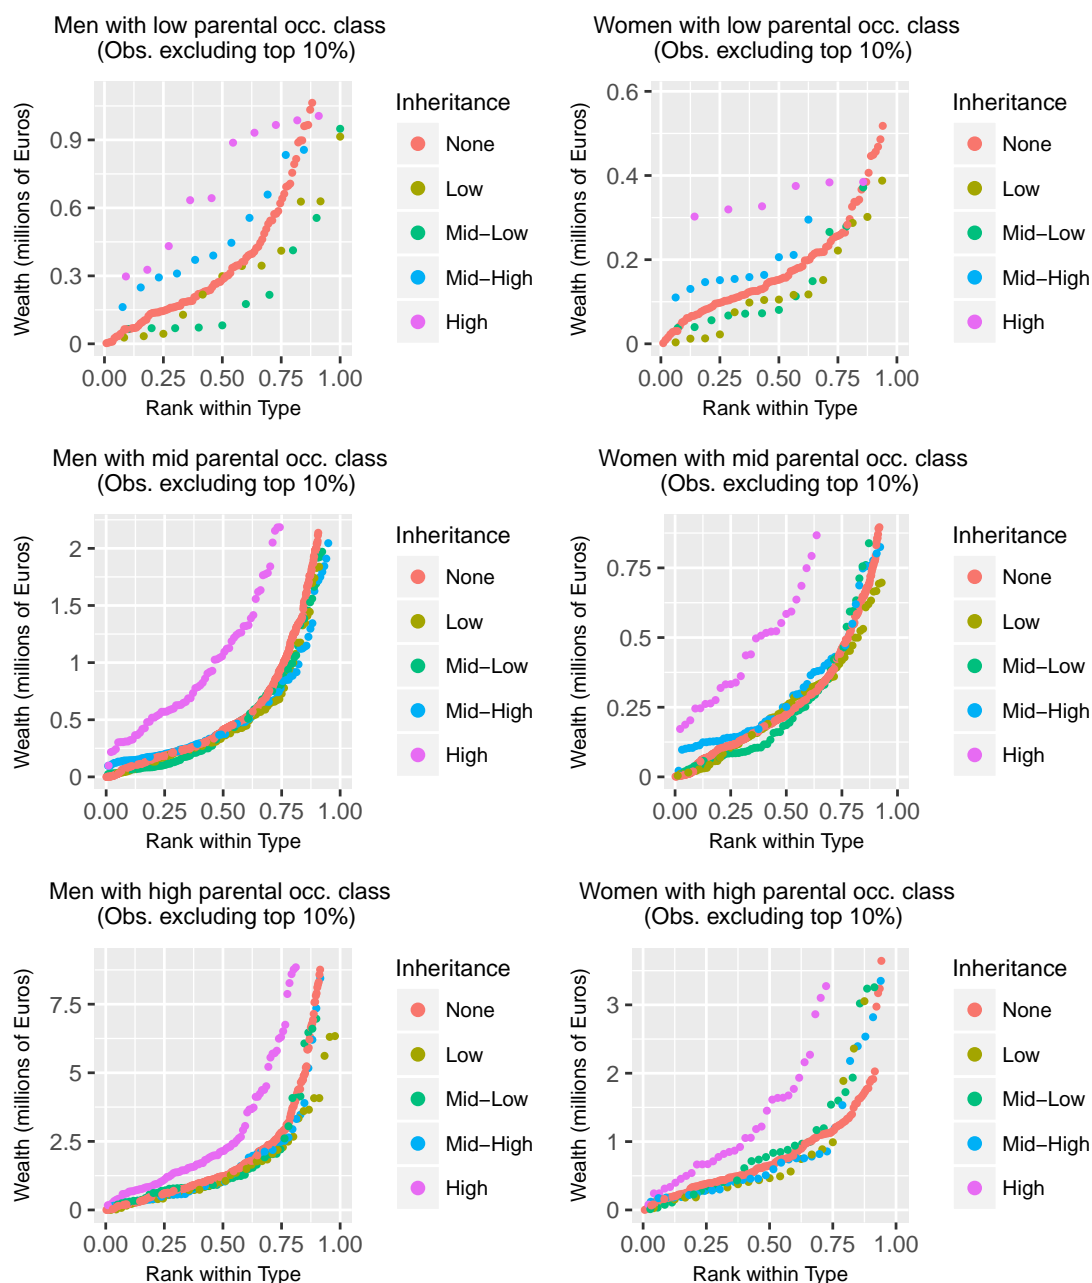 Men with low parental occ. class
(Obs. excluding top 10%)
Wealth (millions of Euros)
0.9
0.6
0.3
0
0.00 0.25 0.50 0.75 1.00
Rank within Type
Inheritance
None
Low
Mid−Low
Mid−High
High
Women with low parental occ. class
(Obs. excluding top 10%)
Wealth (millions of Euros)
0.6
0.4
0.2
0
0.00 0.25 0.50 0.75 1.00
Rank within Type
Inheritance
None
Low
Mid−Low
Mid−High
High
Men with mid parental occ. class
(Obs. excluding top 10%)
Wealth (millions of Euros)
2
1.5
1
0.5
0
0.00 0.25 0.50 0.75 1.00
Rank within Type
Inheritance
None
Low
Mid−Low
Mid−High
High
Women with mid parental occ. class
(Obs. excluding top 10%)
Wealth (millions of Euros)
0.75
0.5
0.25
0
0.00 0.25 0.50 0.75 1.00
Rank within Type
Inheritance
None
Low
Mid−Low
Mid−High
High
Men with high parental occ. class
(Obs. excluding top 10%)
Wealth (millions of Euros)
7.5
5
2.5
0
0.00 0.25 0.50 0.75 1.00
Rank within Type
Inheritance
None
Low
Mid−Low
Mid−High
High
Women with high parental occ. class
(Obs. excluding top 10%)
Wealth (millions of Euros)
3
2
1
0
0.00 0.25 0.50 0.75 1.00
Rank within Type
Inheritance
None
Low
Mid−Low
Mid−High
High